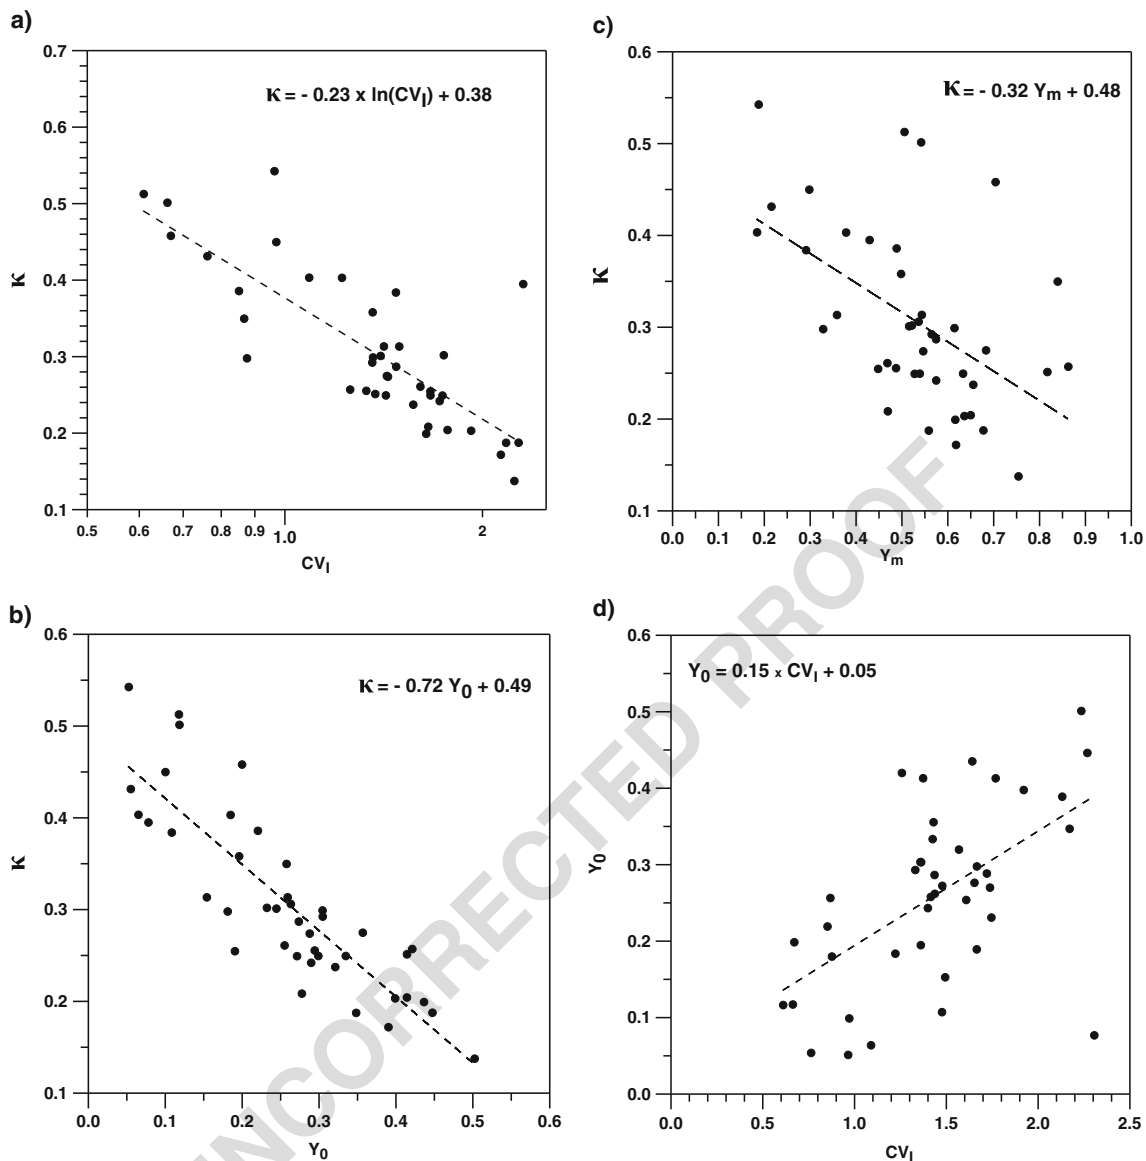 a)
K = - 0.23 x ln(CVI) + 0.38
0.7
0.6
0.5
0.4
0.3
0.2
0.1
K
0.5 0.6 0.7 0.8 0.9 1.0 2
CVI
c)
K = - 0.32 Ym + 0.48
0.6
0.5
0.4
0.3
0.2
0.1
K
0.0 0.1 0.2 0.3 0.4 0.5 0.6 0.7 0.8 0.9 1.0
Ym
b)
K = - 0.72 Y0 + 0.49
0.6
0.5
0.4
0.3
0.2
0.1
K
0.0 0.1 0.2 0.3 0.4 0.5 0.6
Y0
d)
Y0 = 0.15 x CVI + 0.05
0.6
0.5
0.4
0.3
0.2
0.1
0.0
Y0
0.0 0.5 1.0 1.5 2.0 2.5
CVI
UNCORRECTED PROOF